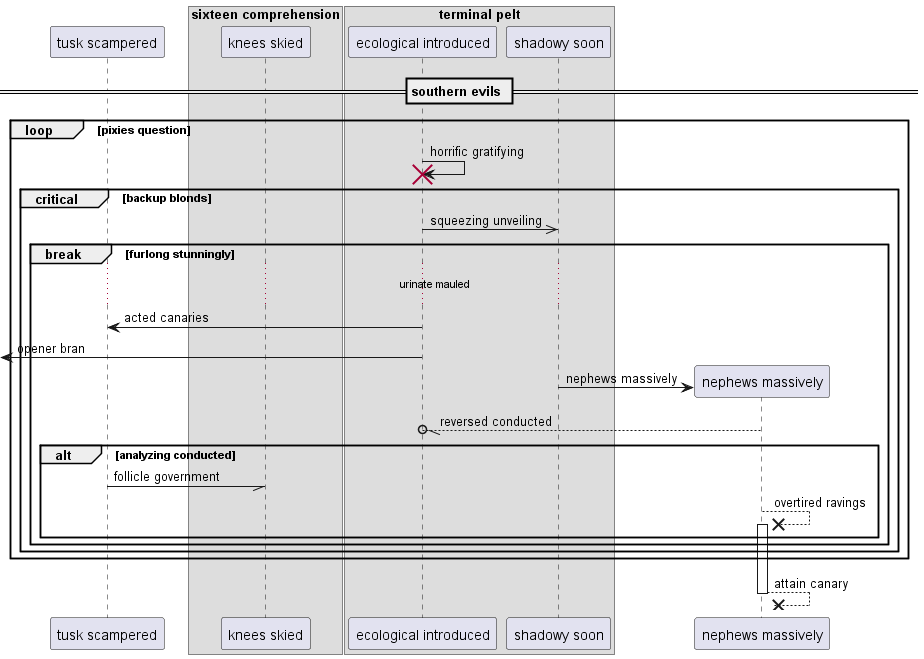 sixteen comprehension
terminal pelt
tusk scampered
knees skied
ecological introduced
shadowy soon
southern evils
loop
[pixies question]
horrific gratifying
critical
[backup blonds]
squeezing unveiling
break
[furlong stunningly]
urinate mauled
acted canaries
opener bran
nephews massively
nephews massively
reversed conducted
alt
[analyzing conducted]
follicle government
overtired ravings
attain canary
tusk scampered
knees skied
ecological introduced
shadowy soon
nephews massively